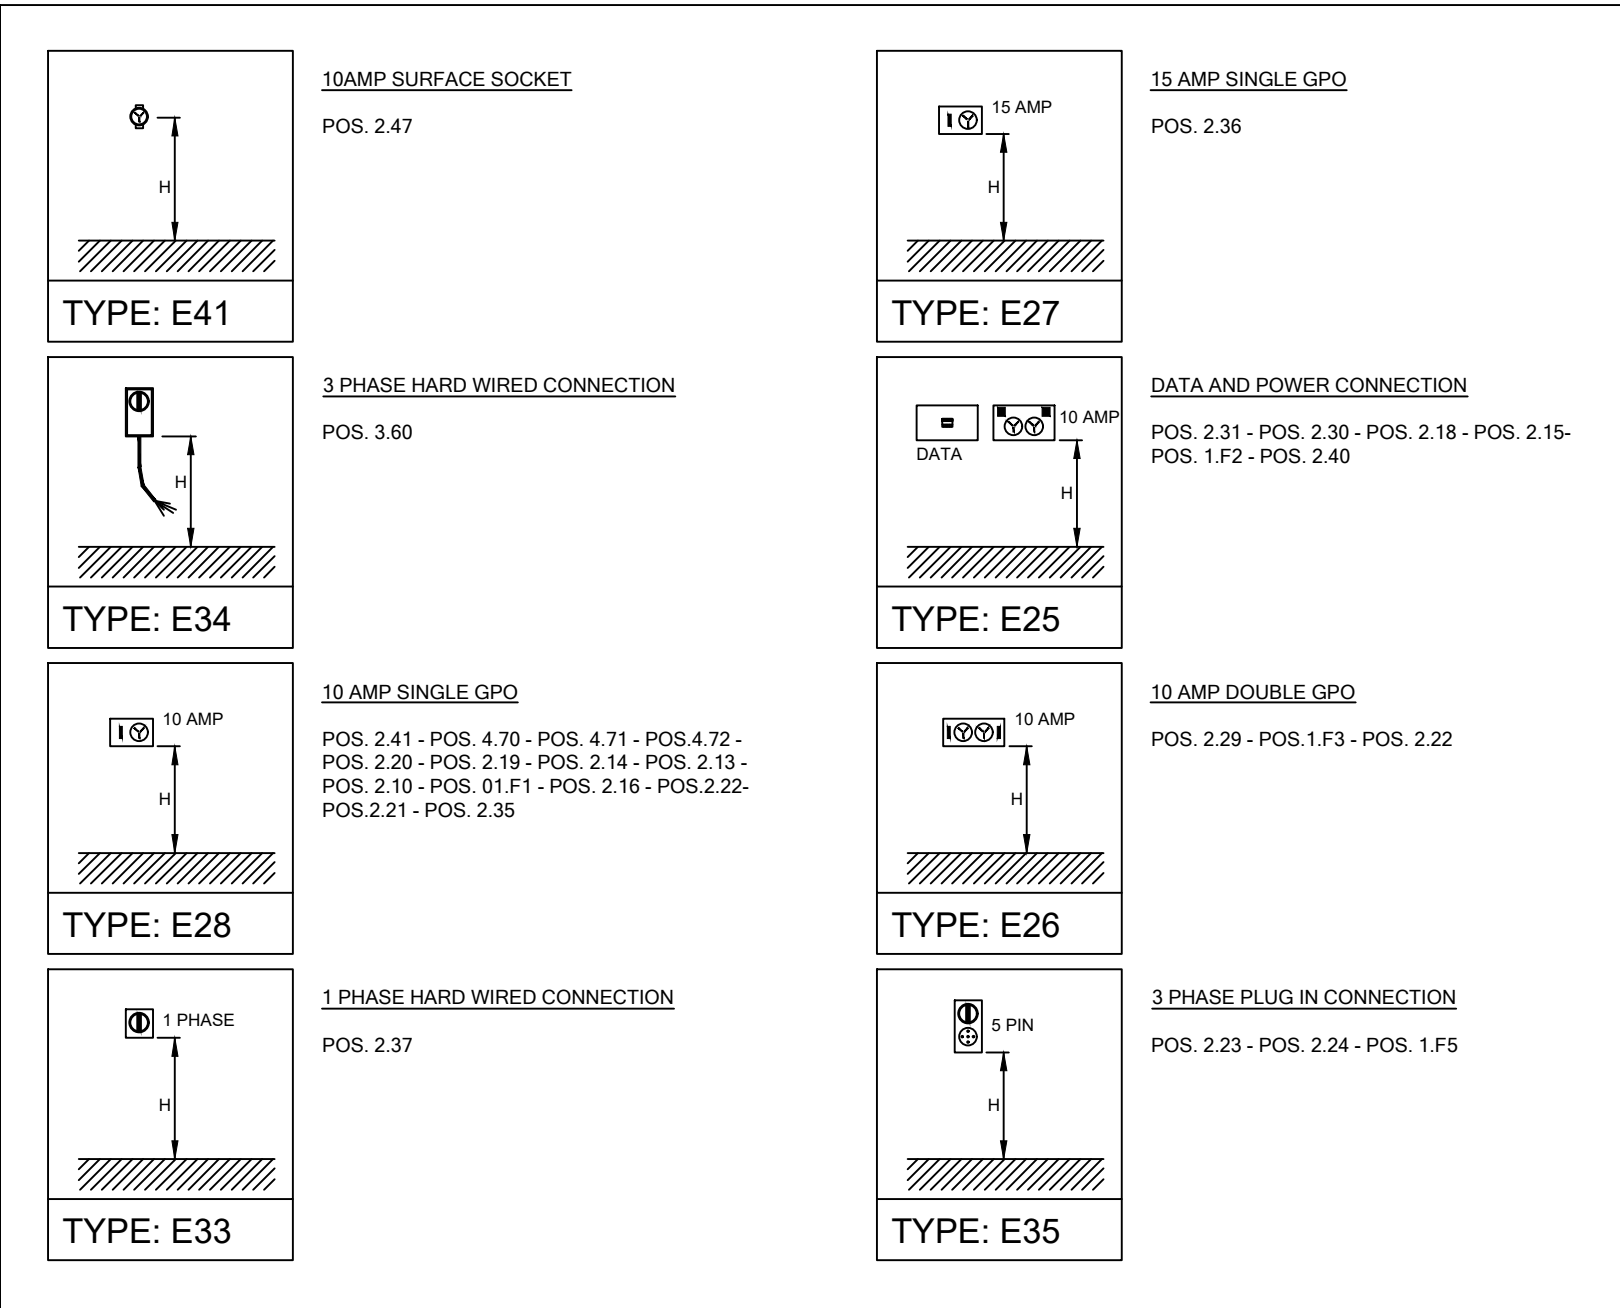 10AMP SURFACE SOCKET
POS. 2.47
H
TYPE: E41
3 PHASE HARD WIRED CONNECTION
POS. 3.60
H
TYPE: E34
10 AMP SINGLE GPO
10 AMP
POS. 2.41 - POS. 4.70 - POS. 4.71 - POS.4.72 -
POS. 2.20 - POS. 2.19 - POS. 2.14 - POS. 2.13 -
POS. 2.10 - POS. 01.F1 - POS. 2.16 - POS.2.22-
POS.2.21 - POS. 2.35
H
TYPE: E28
1 PHASE HARD WIRED CONNECTION
1 PHASE
POS. 2.37
H
TYPE: E33
15 AMP SINGLE GPO
15 AMP
POS. 2.36
H
TYPE: E27
DATA AND POWER CONNECTION
10 AMP
DATA
POS. 2.31 - POS. 2.30 - POS. 2.18 - POS. 2.15-
POS. 1.F2 - POS. 2.40
H
TYPE: E25
10 AMP DOUBLE GPO
10 AMP
POS. 2.29 - POS.1.F3 - POS. 2.22
H
TYPE: E26
3 PHASE PLUG IN CONNECTION
5 PIN
POS. 2.23 - POS. 2.24 - POS. 1.F5
H
TYPE: E35